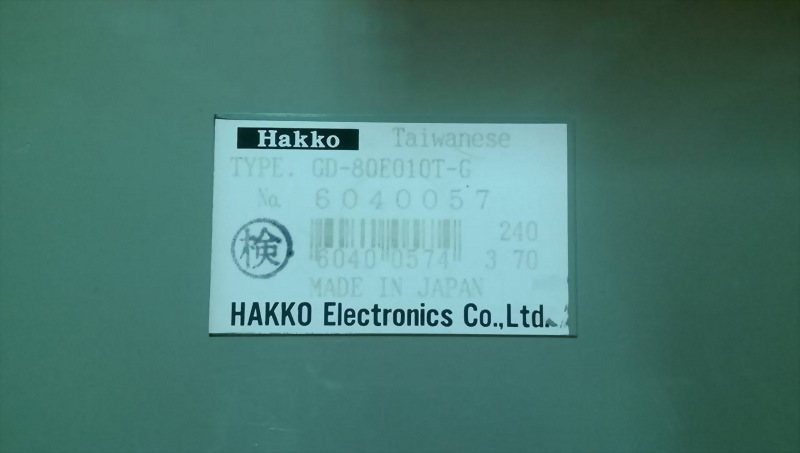 Hakko Taiwanese
TYPE. GD-80E010T-G
No. 6040057
検
240
6040 0574 3 70
MADE IN JAPAN
HAKKO Electronics Co.,Ltd.